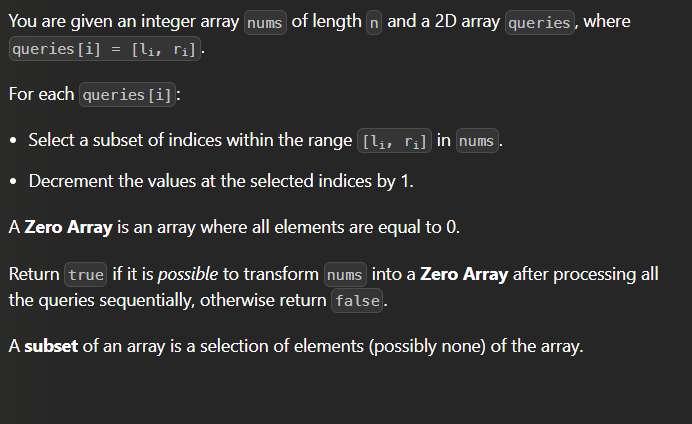 You are given an integer array nums of length n and a 2D array queries, where
queries[i] = [lᵢ, rᵢ].
For each queries[i]:
• Select a subset of indices within the range [lᵢ, rᵢ] in nums.
• Decrement the values at the selected indices by 1.
A Zero Array is an array where all elements are equal to 0.
Return true if it is possible to transform nums into a Zero Array after processing all
the queries sequentially, otherwise return false.
A subset of an array is a selection of elements (possibly none) of the array.